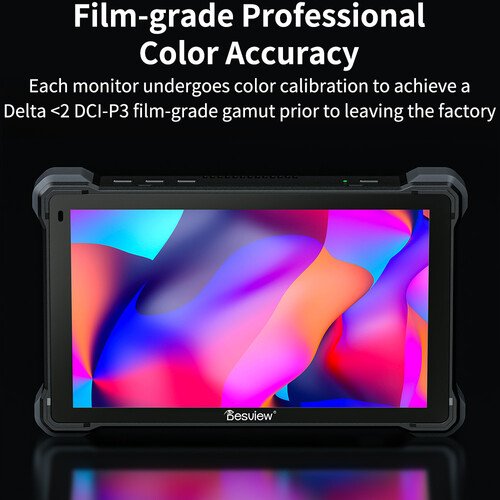 Film-grade Professional
Color Accuracy
Each monitor undergoes color calibration to achieve a
Delta <2 DCI-P3 film-grade gamut prior to leaving the factory
Desview®